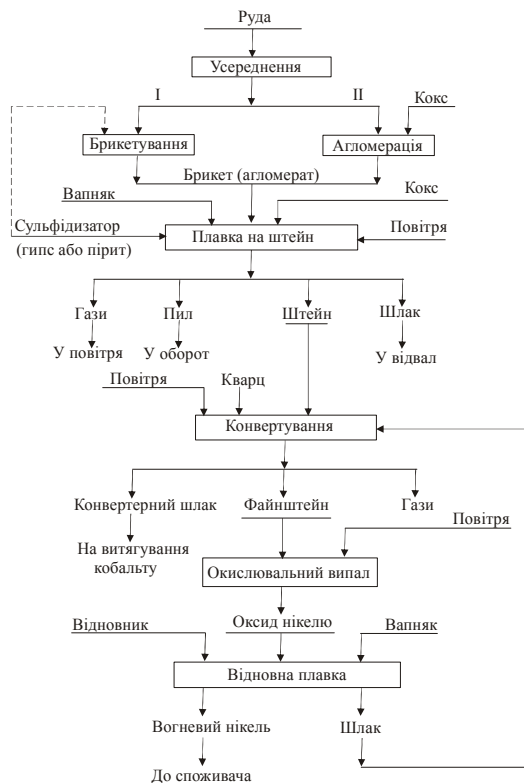 Руда
Усереднення
I
II
Кокс
Брикетування
Агломерація
Брикет (агломерат)
Вапняк
Кокс
Сульфідизатор
(гипс або пірит)
Плавка на штейн
Повітря
Гази
Пил
Штейн
Шлак
У повітря
У оборот
У відвал
Повітря
Кварц
Конвертування
Конвертерний шлак
Файнштейн
Гази
На витягування
кобальту
Повітря
Окислювальний випал
Відновник
Оксид нікелю
Вапняк
Відновна плавка
Вогневий нікель
Шлак
До споживача